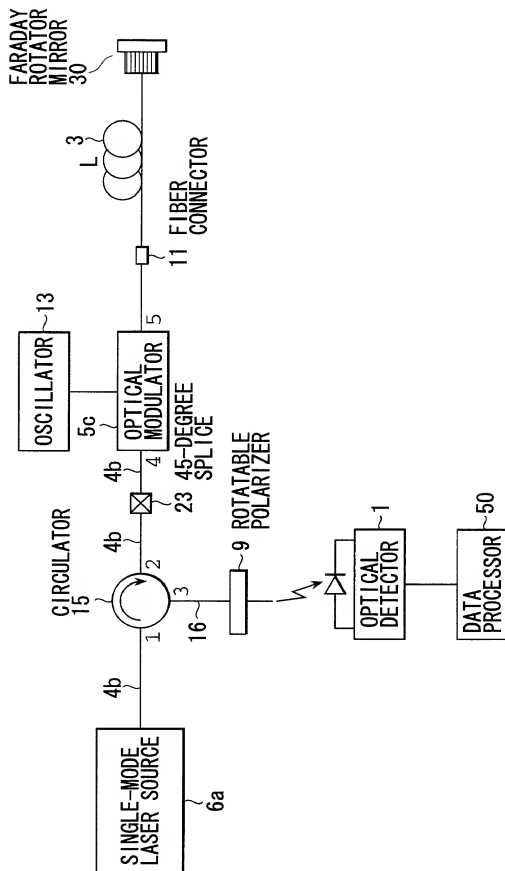 SINGLE-MODE
LASER SOURCE
6a
4b
CIRCULATOR
15
1
2
3
16
9
ROTATABLE POLARIZER
4b
23
45-DEGREE
SPLICE
4b
4
OSCILLATOR
13
5c
OPTICAL
MODULATOR
5
11
FIBER CONNECTOR
L
3
FARADAY
ROTATOR
MIRROR
30
OPTICAL
DETECTOR
1
DATA
PROCESSOR
50